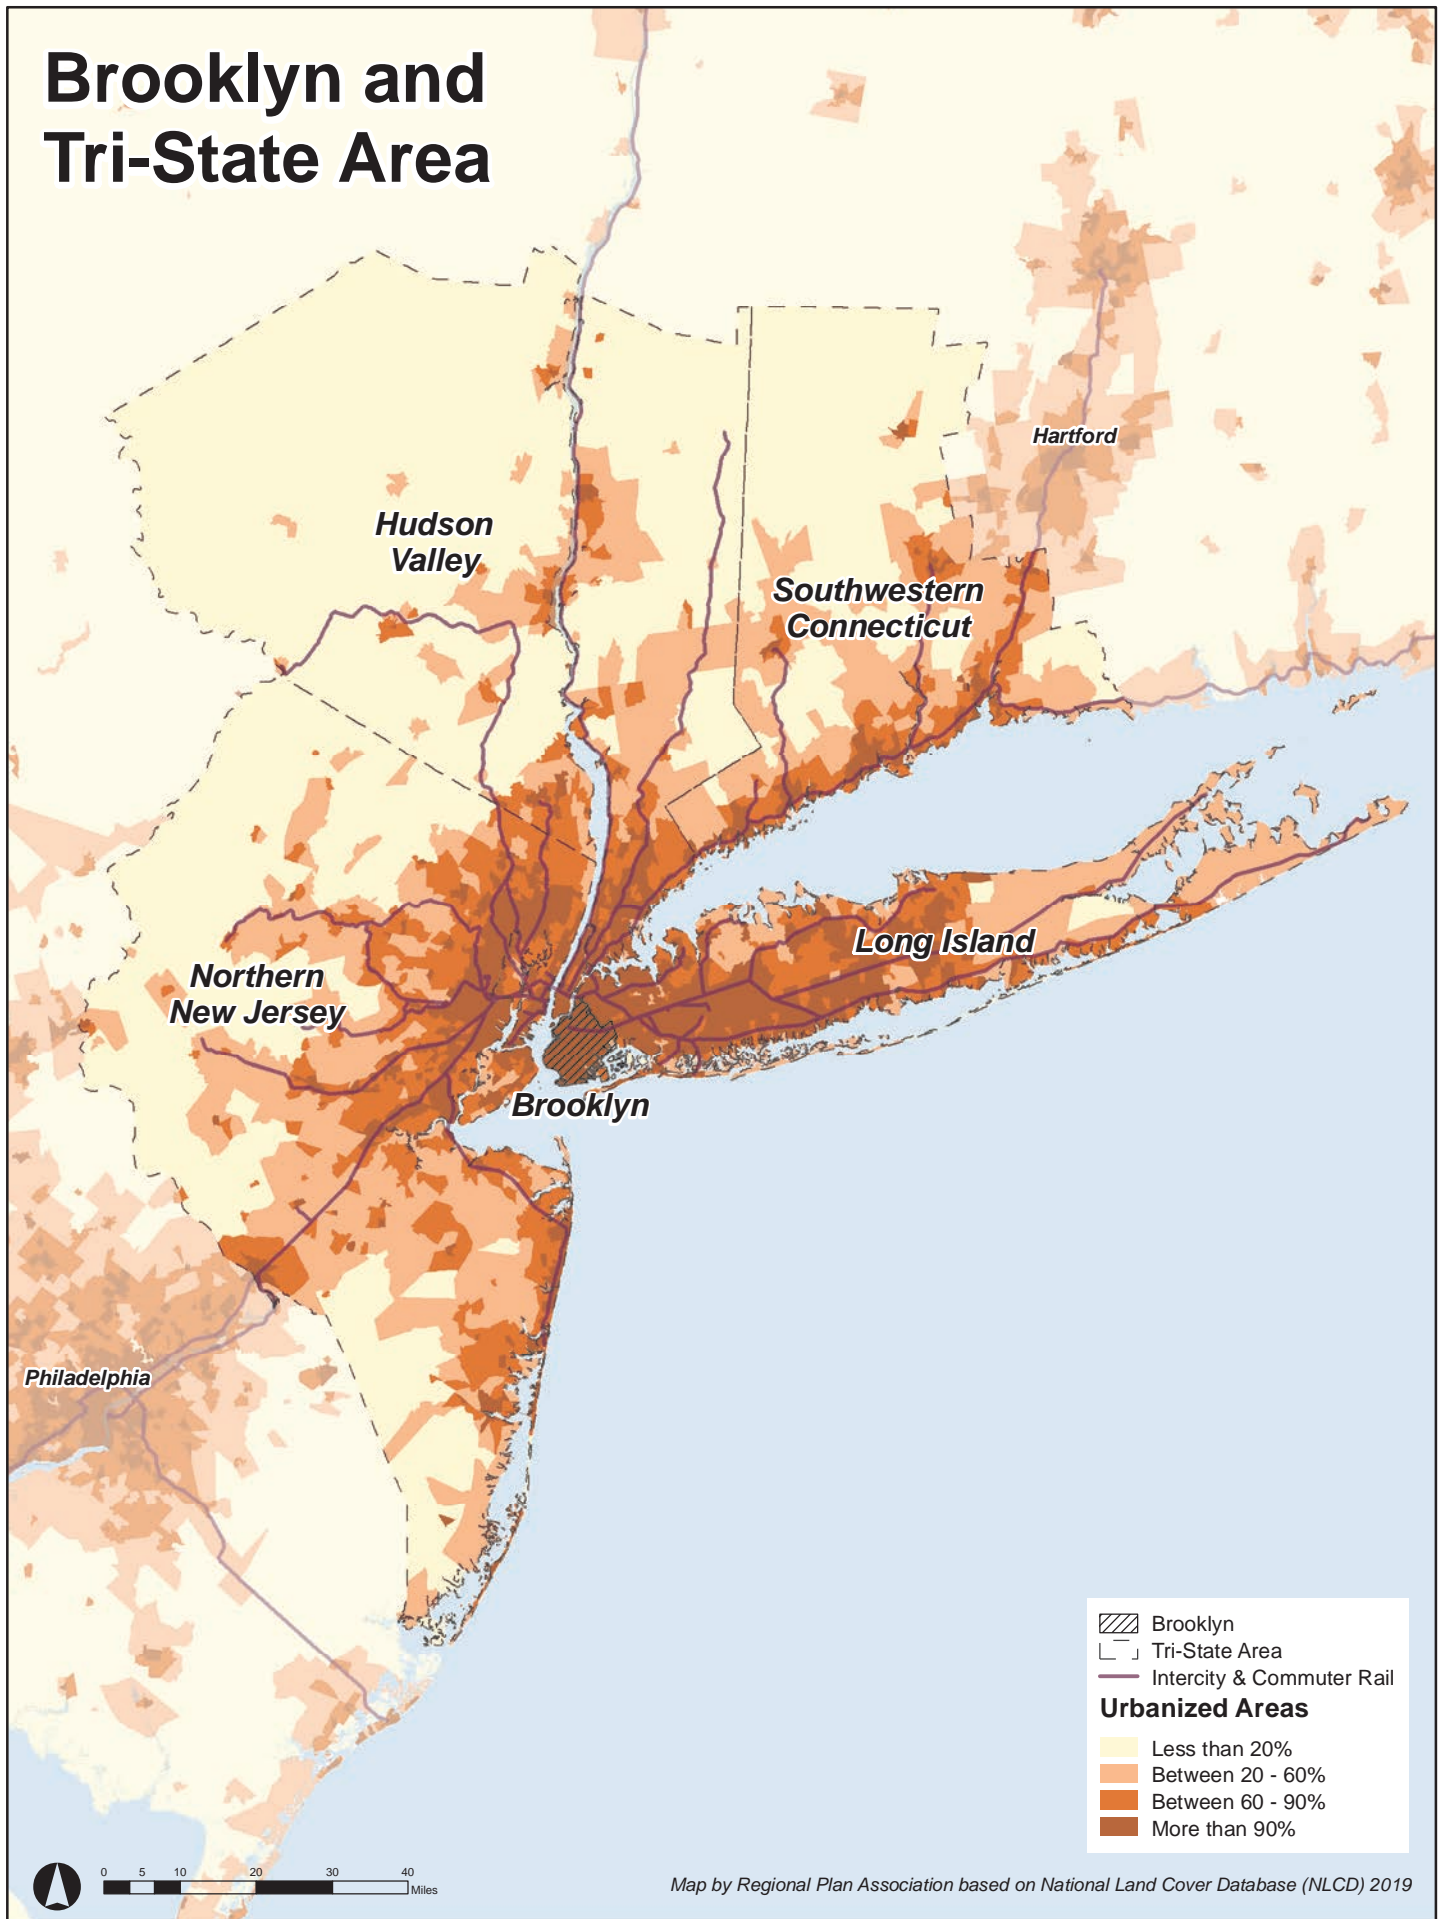 Brooklyn and
Tri-State Area
Hartford
Hudson
Valley
Southwestern
Connecticut
Long Island
Northern
New Jersey
Brooklyn
Philadelphia
Brooklyn
Tri-State Area
Intercity & Commuter Rail
Urbanized Areas
Less than 20%
Between 20 - 60%
Between 60 - 90%
More than 90%
0 5 10 20 30 40
Miles
Map by Regional Plan Association based on National Land Cover Database (NLCD) 2019